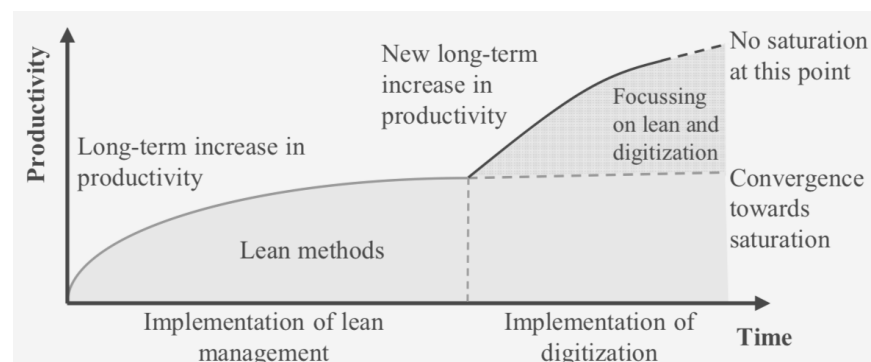 Productivity
Long-term increase in
productivity
New long-term
increase in
productivity
No saturation
at this point
Focussing
on lean and
digitization
Convergence
towards
saturation
Lean methods
Implementation of lean
management
Implementation of
digitization
Time